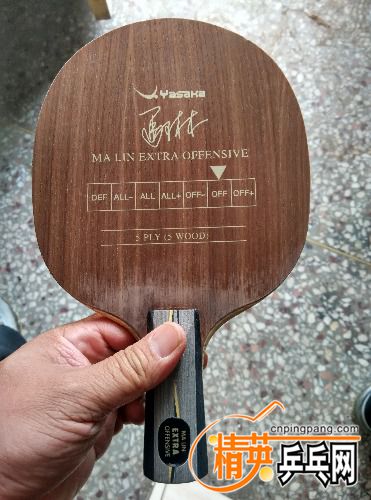 Yasaka
马林
MA LIN EXTRA OFFENSIVE
DEF ALL- ALL ALL+ OFF- OFF OFF+
5 PLY (5 WOOD)
MA LIN
EXTRA
OFFENSIVE
cnpingpang.com
精英乒乓网